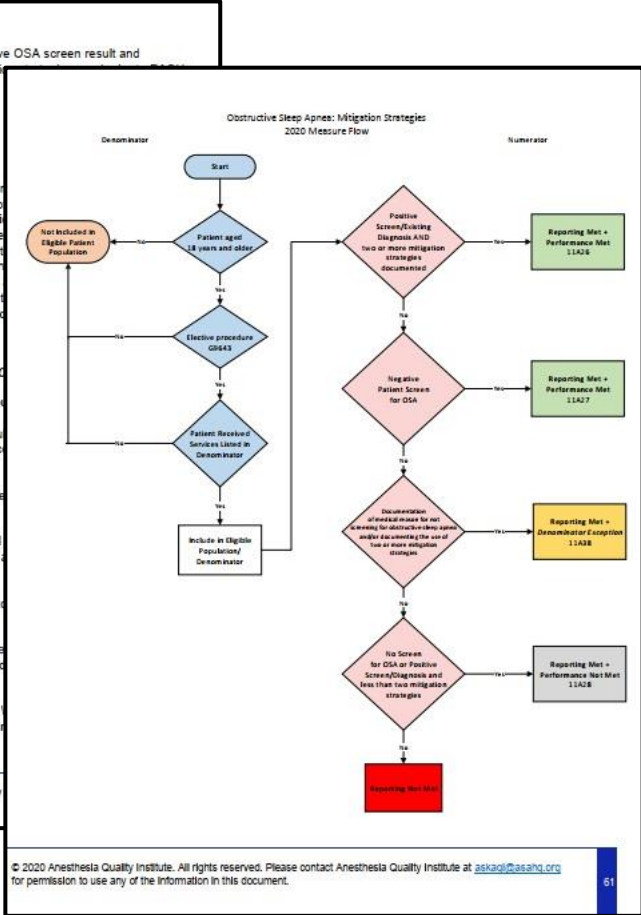 ve OSA screen result and
Obstructive Sleep Apnea: Mitigation Strategies
2020 Measure Flow
Denominator
Numerator
Start
Patient aged
18 years and older
No
Not Included in
Eligible Patient
Population
Yes
Elective procedure
G9643
No
Yes
Patient Received
Services Listed in
Denominator
No
Yes
Include in Eligible
Population/
Denominator
Positive
Screen/Existing
Diagnosis AND
two or more mitigation
strategies
documented
Yes
Reporting Met +
Performance Met
11A26
No
Negative
Patient Screen
for OSA
Yes
Reporting Met +
Performance Met
11A27
No
Documentation
of medical reason for not
screening for obstructive sleep apnea
and/or documenting the use of
two or more mitigation
strategies
Yes
Reporting Met +
Denominator Exception
11A38
No
No Screen
for OSA or Positive
Screen/Diagnosis and
less than two mitigation
strategies
Yes
Reporting Met +
Performance Not Met
11A28
No
Reporting Not Met
© 2020 Anesthesia Quality Institute. All rights reserved. Please contact Anesthesia Quality Institute at askaqi@asahq.org
for permission to use any of the information in this document.
61